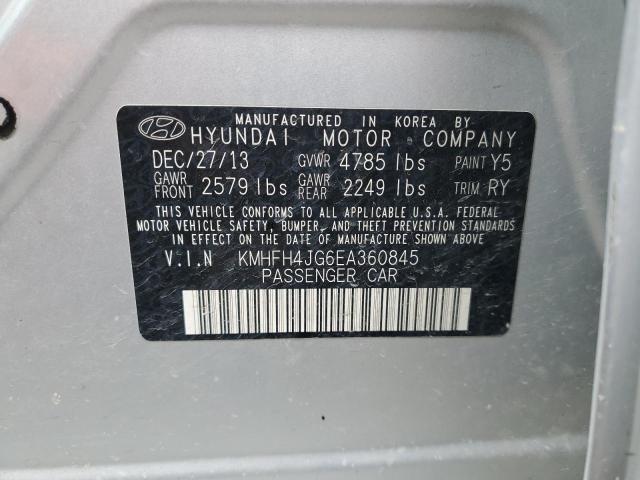 MANUFACTURED IN KOREA BY
HYUNDAI MOTOR COMPANY
DEC/27/13 GVWR 4785 lbs PAINT Y5
GAWR FRONT 2579 lbs GAWR REAR 2249 lbs TRIM RY
THIS VEHICLE CONFORMS TO ALL APPLICABLE U.S.A. FEDERAL
MOTOR VEHICLE SAFETY, BUMPER, AND THEFT PREVENTION STANDARDS
IN EFFECT ON THE DATE OF MANUFACTURE SHOWN ABOVE.
V.I.N KMHFH4JG6EA360845
PASSENGER CAR